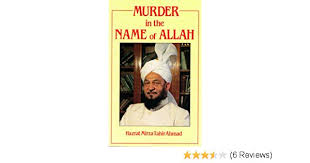 MURDER
in the
NAME of ALLAH
Hazrat Mirza Tahir Ahmad
(6 Reviews)